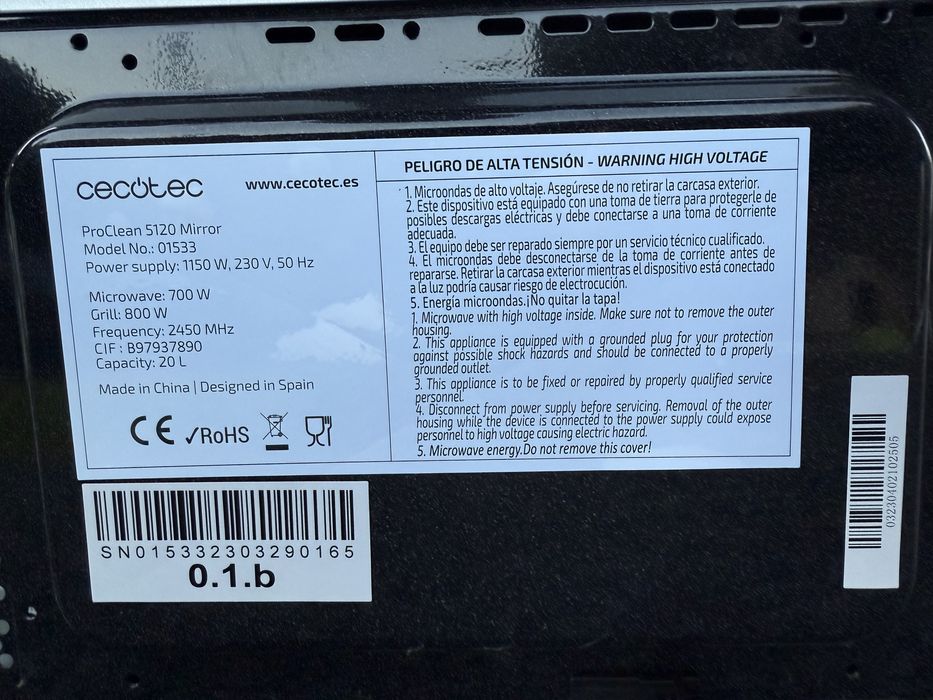 cecotec
www.cecotec.es
ProClean 5120 Mirror
Model No.: 01533
Power supply: 1150 W, 230 V, 50 Hz
Microwave: 700 W
Grill: 800 W
Frequency: 2450 MHz
CIF : B97937890
Capacity: 20 L
Made in China | Designed in Spain
CE ✓RoHS
PELIGRO DE ALTA TENSIÓN - WARNING HIGH VOLTAGE
1. Microondas de alto voltaje. Asegúrese de no retirar la carcasa exterior.
2. Este dispositivo está equipado con una toma de tierra para protegerle de
posibles descargas eléctricas y debe conectarse a una toma de corriente
adecuada.
3. El equipo debe ser reparado siempre por un servicio técnico cualificado.
4. El microondas debe desconectarse de la toma de corriente antes de
repararse. Retirar la carcasa exterior mientras el dispositivo está conectado
a la luz podría causar riesgo de electrocución.
5. Energía microondas.¡No quitar la tapa!
1. Microwave with high voltage inside. Make sure not to remove the outer
housing.
2. This appliance is equipped with a grounded plug for your protection
against possible shock hazards and should be connected to a properly
grounded outlet.
3. This appliance is to be fixed or repaired by properly qualified service
personnel.
4. Disconnect from power supply before servicing. Removal of the outer
housing while the device is connected to the power supply could expose
personnel to high voltage causing electric hazard.
5. Microwave energy.Do not remove this cover!
SN015332303290165
0.1.b
03230402102505